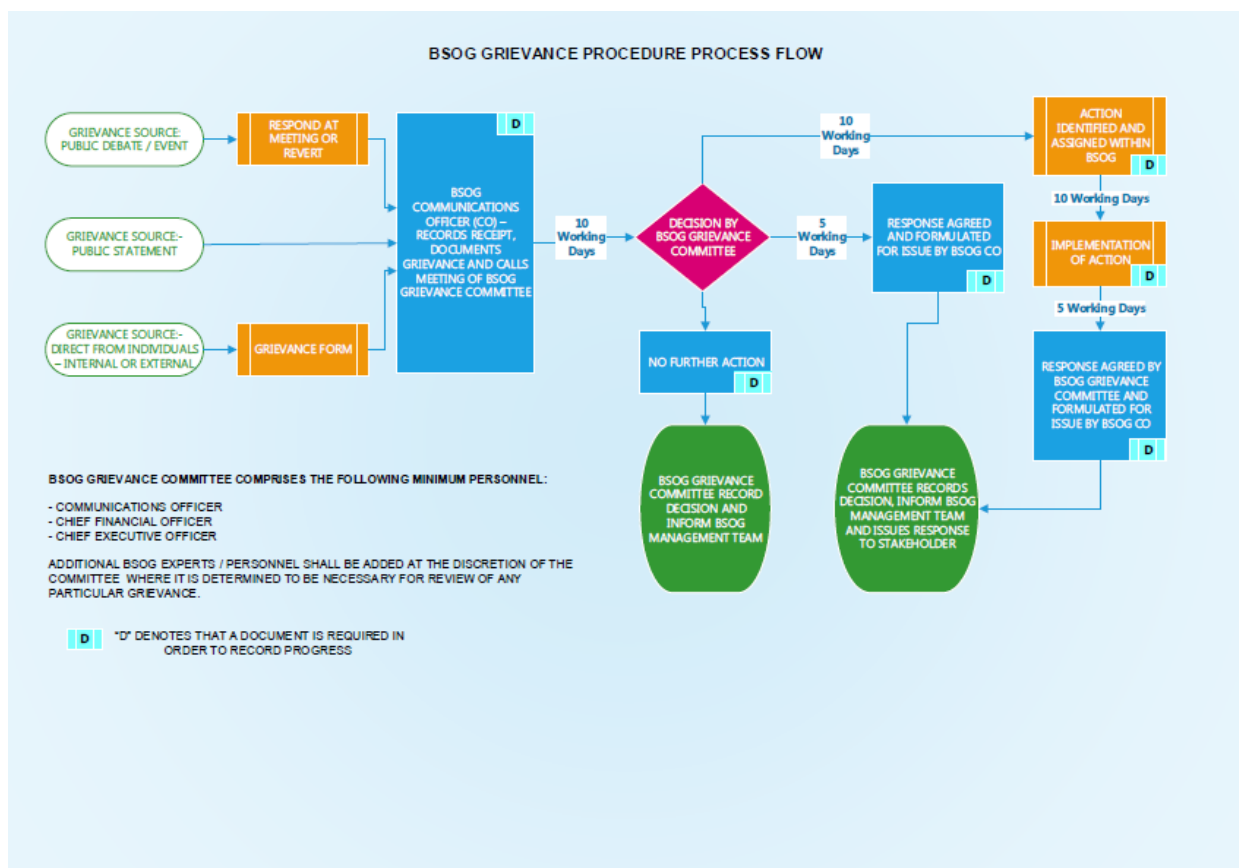 BSOG GRIEVANCE PROCEDURE PROCESS FLOW
GRIEVANCE SOURCE:
PUBLIC DEBATE / EVENT
RESPOND AT
MEETING OR
REVERT
GRIEVANCE SOURCE:-
PUBLIC STATEMENT
GRIEVANCE SOURCE:-
DIRECT FROM INDIVIDUALS
– INTERNAL OR EXTERNAL
GRIEVANCE FORM
D
BSOG
COMMUNICATIONS
OFFICER (CO) –
RECORDS RECEIPT,
DOCUMENTS
GRIEVANCE AND CALLS
MEETING OF BSOG
GRIEVANCE COMMITTEE
10
Working
Days
DECISION BY
BSOG GRIEVANCE
COMMITTEE
10
Working
Days
ACTION
IDENTIFIED AND
ASSIGNED WITHIN
BSOG
D
10 Working Days
IMPLEMENTATION
OF ACTION
D
5 Working Days
RESPONSE AGREED BY
BSOG GRIEVANCE
COMMITTEE AND
FORMULATED FOR
ISSUE BY BSOG CO
D
5
Working
Days
RESPONSE AGREED
AND FORMULATED
FOR ISSUE BY BSOG CO
D
NO FURTHER ACTION
D
BSOG GRIEVANCE
COMMITTEE RECORD
DECISION AND
INFORM BSOG
MANAGEMENT TEAM
BSOG GRIEVANCE
COMMITTEE RECORDS
DECISION, INFORM BSOG
MANAGEMENT TEAM
AND ISSUES RESPONSE
TO STAKEHOLDER
BSOG GRIEVANCE COMMITTEE COMPRISES THE FOLLOWING MINIMUM PERSONNEL:
- COMMUNICATIONS OFFICER
- CHIEF FINANCIAL OFFICER
- CHIEF EXECUTIVE OFFICER
ADDITIONAL BSOG EXPERTS / PERSONNEL SHALL BE ADDED AT THE DISCRETION OF THE
COMMITTEE WHERE IT IS DETERMINED TO BE NECESSARY FOR REVIEW OF ANY
PARTICULAR GRIEVANCE.
D
"D" DENOTES THAT A DOCUMENT IS REQUIRED IN
ORDER TO RECORD PROGRESS